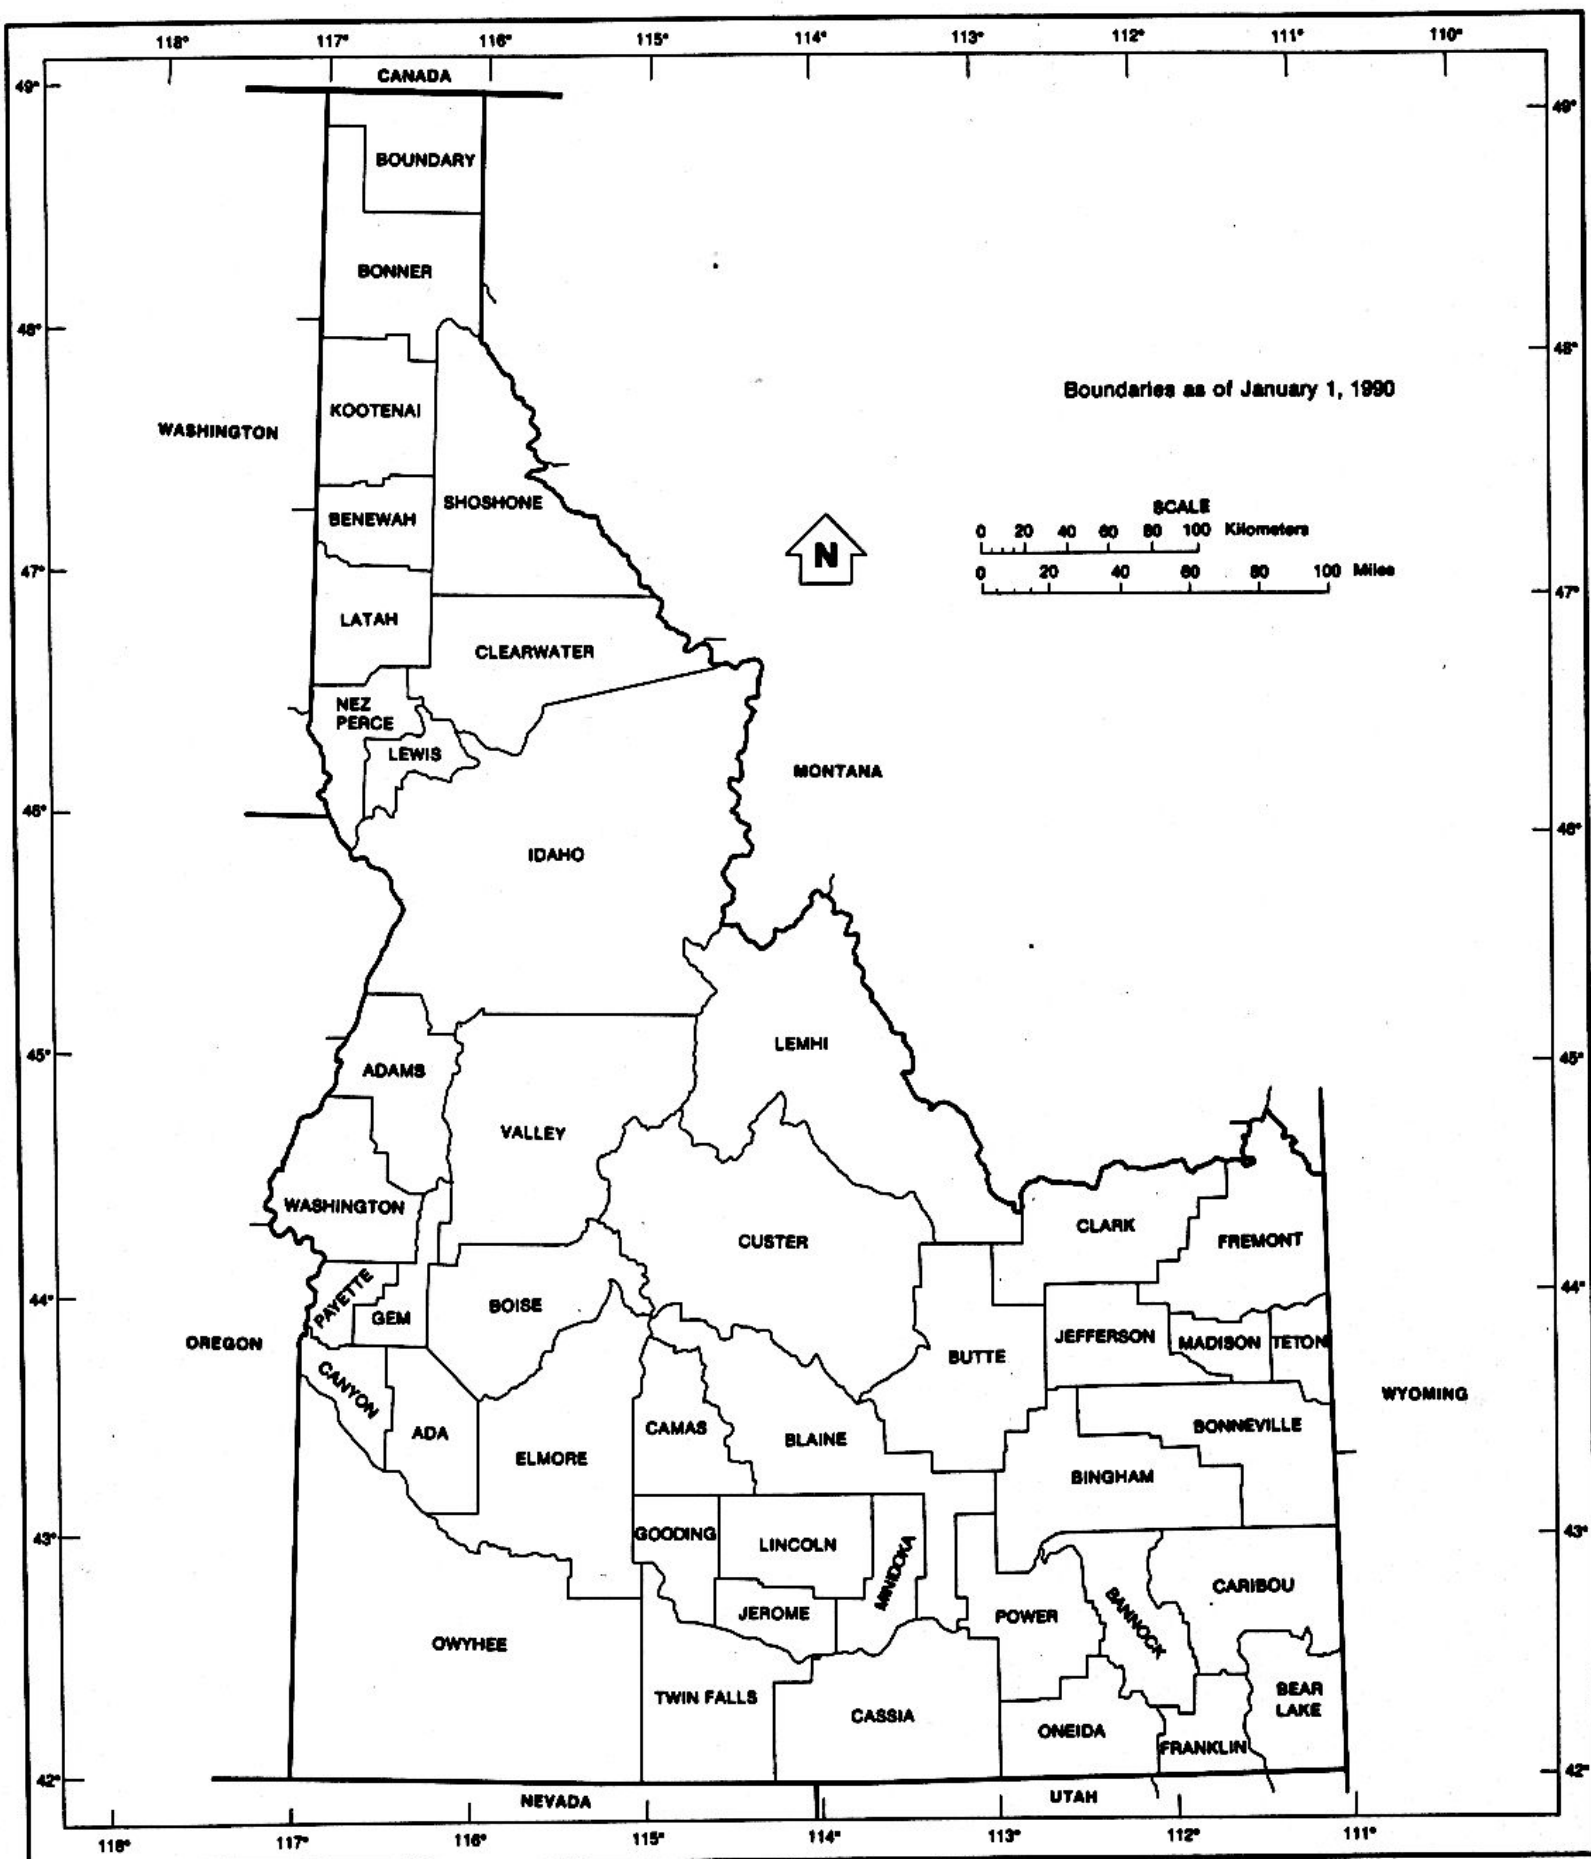 118° 117° 116° 115° 114° 113° 112° 111° 110°
CANADA
49° 49°
BOUNDARY
BONNER
48° 48°
Boundaries as of January 1, 1990
KOOTENAI
WASHINGTON
SHOSHONE
SCALE
BENEWAH
0 20 40 60 80 100 Kilometers
N
0 20 40 60 80 100 Miles
47° 47°
LATAH
CLEARWATER
NEZ
PERCE
LEWIS
MONTANA
46° 46°
IDAHO
LEMHI
45° 45°
ADAMS
VALLEY
WASHINGTON
CLARK
CUSTER
FREMONT
44° 44°
PAYETTE
BOISE
GEM
OREGON
JEFFERSON
MADISON
TETON
BUTTE
CANYON
WYOMING
ADA
CAMAS
BLAINE
BONNEVILLE
ELMORE
BINGHAM
43° 43°
GOODING
LINCOLN
MINIDOKA
CARIBOU
JEROME
POWER
BANNOCK
OWYHEE
TWIN FALLS
CASSIA
BEAR
LAKE
ONEIDA
FRANKLIN
42° 42°
NEVADA
UTAH
118° 117° 116° 115° 114° 113° 112° 111°